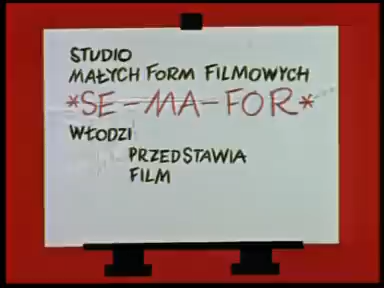 STUDIO
MAŁYCH FORM FILMOWYCH
*SE-MA-FOR*
WŁODZI
PRZEDSTAWIA
FILM